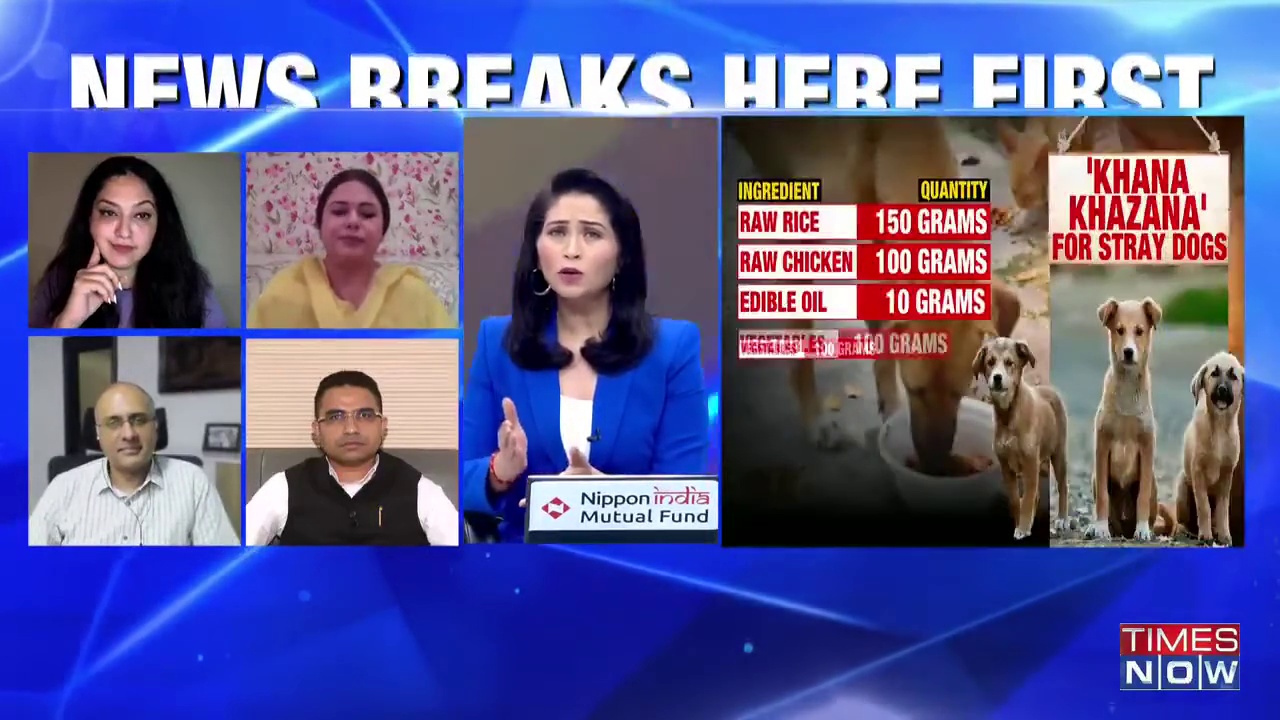 NEWS BREAKS HERE FIRST
INGREDIENT QUANTITY
RAW RICE 150 GRAMS
RAW CHICKEN 100 GRAMS
EDIBLE OIL 10 GRAMS
VEGETABLES 100 GRAMS
'KHANA
KHAZANA'
FOR STRAY DOGS
Nippon india
Mutual Fund
TIMES
NOW